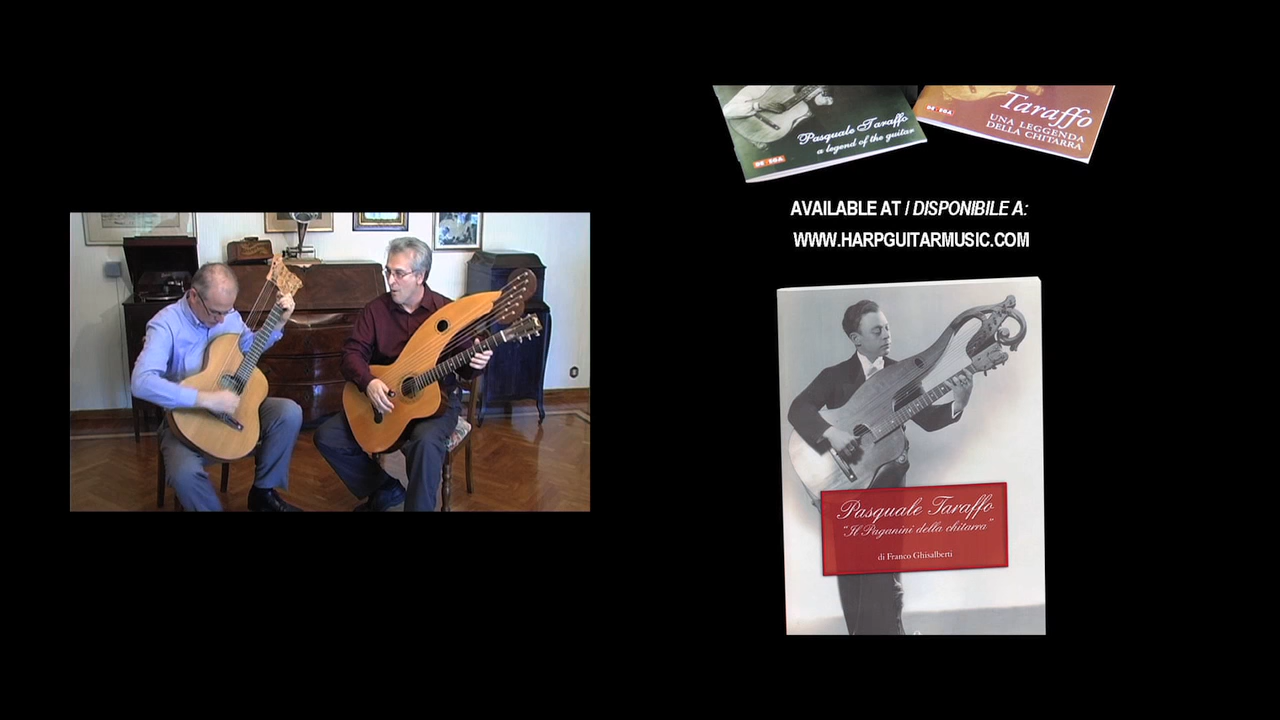 Pasquale Taraffo
a legend of the guitar
Taraffo
UNA LEGGENDA
DELLA CHITARRA
AVAILABLE AT / DISPONIBILE A:
WWW.HARPGUITARMUSIC.COM
Pasquale Taraffo
"Il Paganini della chitarra"
di Franco Ghisalberti